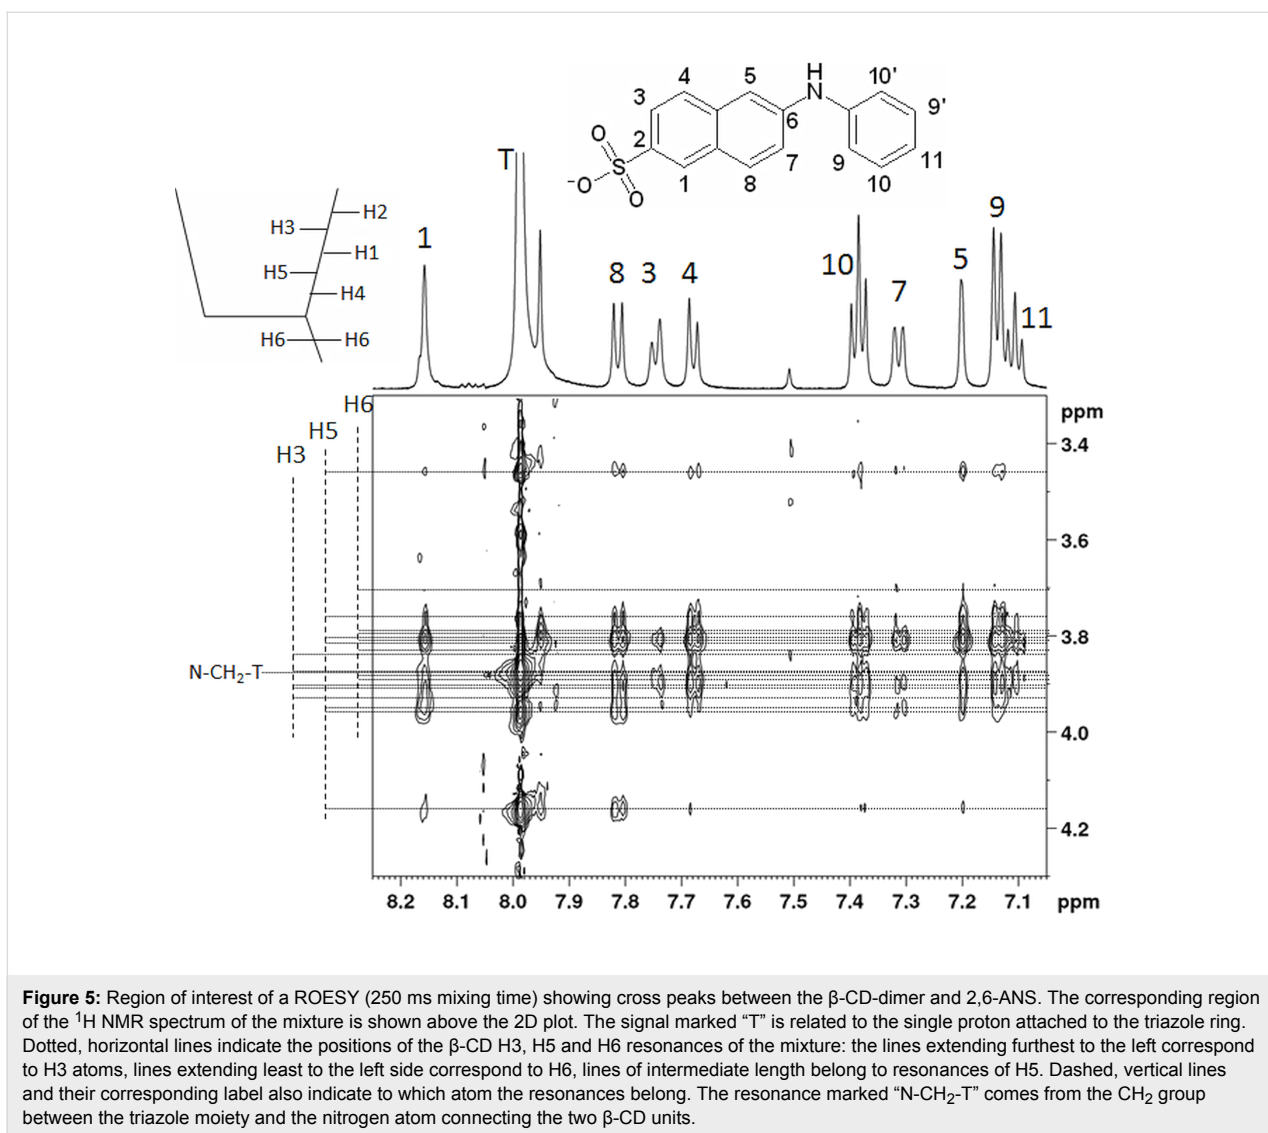 H
N
4
5
10'
3
9'
6
2
O
7
9
11
S
⁻O
O
1
8
10
T
H2
H3
H1
H5
H4
H6
H6
1
8
3
4
10
7
5
9
11
ppm
H6
H5
H3
3.4
3.6
3.8
N-CH₂-T
4.0
4.2
8.2 8.1 8.0 7.9 7.8 7.7 7.6 7.5 7.4 7.3 7.2 7.1 ppm
Figure 5: Region of interest of a ROESY (250 ms mixing time) showing cross peaks between the β-CD-dimer and 2,6-ANS. The corresponding region
of the ¹H NMR spectrum of the mixture is shown above the 2D plot. The signal marked “T” is related to the single proton attached to the triazole ring.
Dotted, horizontal lines indicate the positions of the β-CD H3, H5 and H6 resonances of the mixture: the lines extending furthest to the left correspond
to H3 atoms, lines extending least to the left side correspond to H6, lines of intermediate length belong to resonances of H5. Dashed, vertical lines
and their corresponding label also indicate to which atom the resonances belong. The resonance marked “N-CH₂-T” comes from the CH₂ group
between the triazole moiety and the nitrogen atom connecting the two β-CD units.